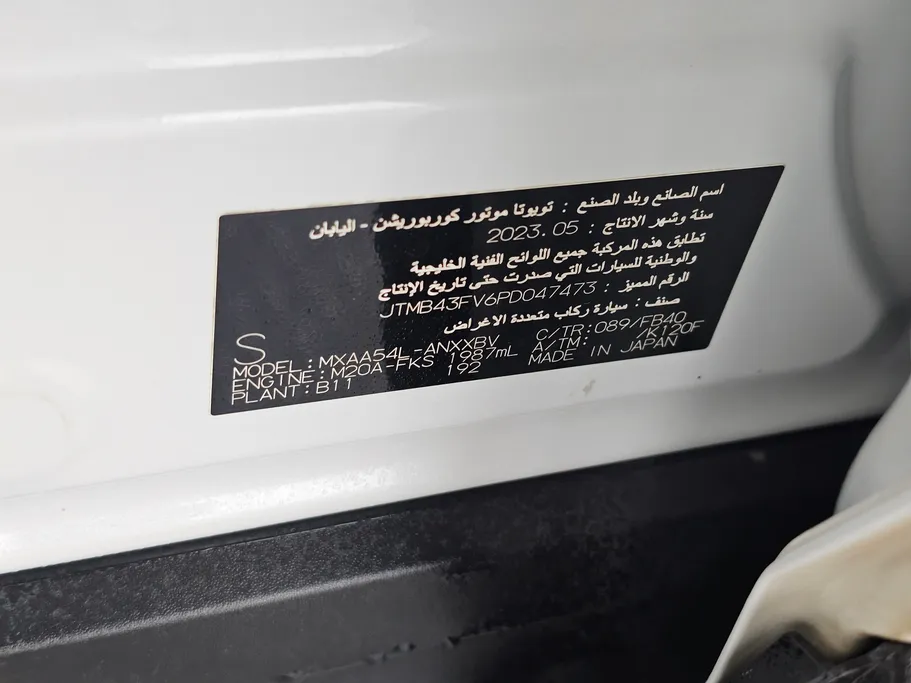 اسم الصانع وبلد الصنع : تويوتا موتور كوربوريشن - اليابان
سنة وشهر الانتاج : 2023.05
تطابق هذه المركبة جميع اللوائح الفنية الخليجية
والوطنية للسيارات التي صدرت حتى تاريخ الإنتاج
الرقم المميز : JTMB43FV6PD047473
صنف : سيارة ركاب متعددة الاغراض
S
MODEL:MXAA54L-ANXXBV C/TR:089/FB40
ENGINE:M20A-FKS 1987mL A/TM: /K120F
PLANT:B11 192 MADE IN JAPAN